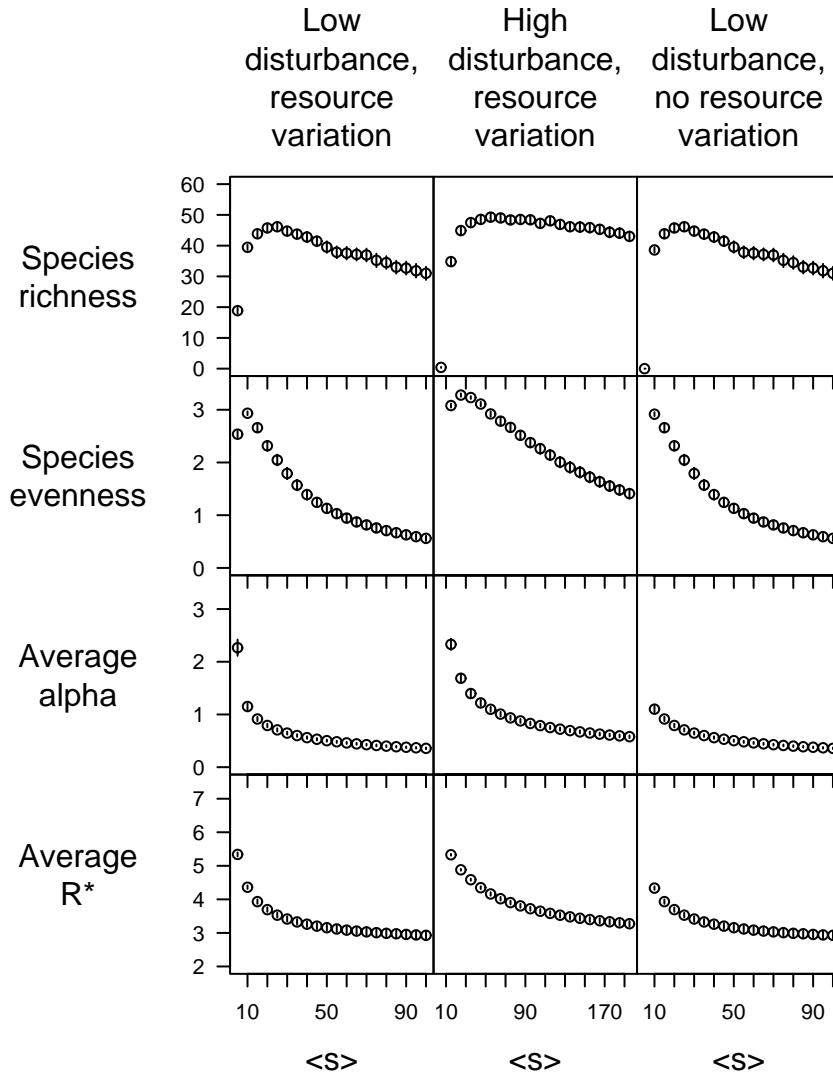 Low
disturbance,
resource
variation
High
disturbance,
resource
variation
Low
disturbance,
no resource
variation
Species
richness
60
50
40
30
20
10
0
Species
evenness
3
2
1
0
Average
alpha
3
2
1
0
Average
R*
7
6
5
4
3
2
10 50 90
10 90 170
10 50 90
<s>
<s>
<s>